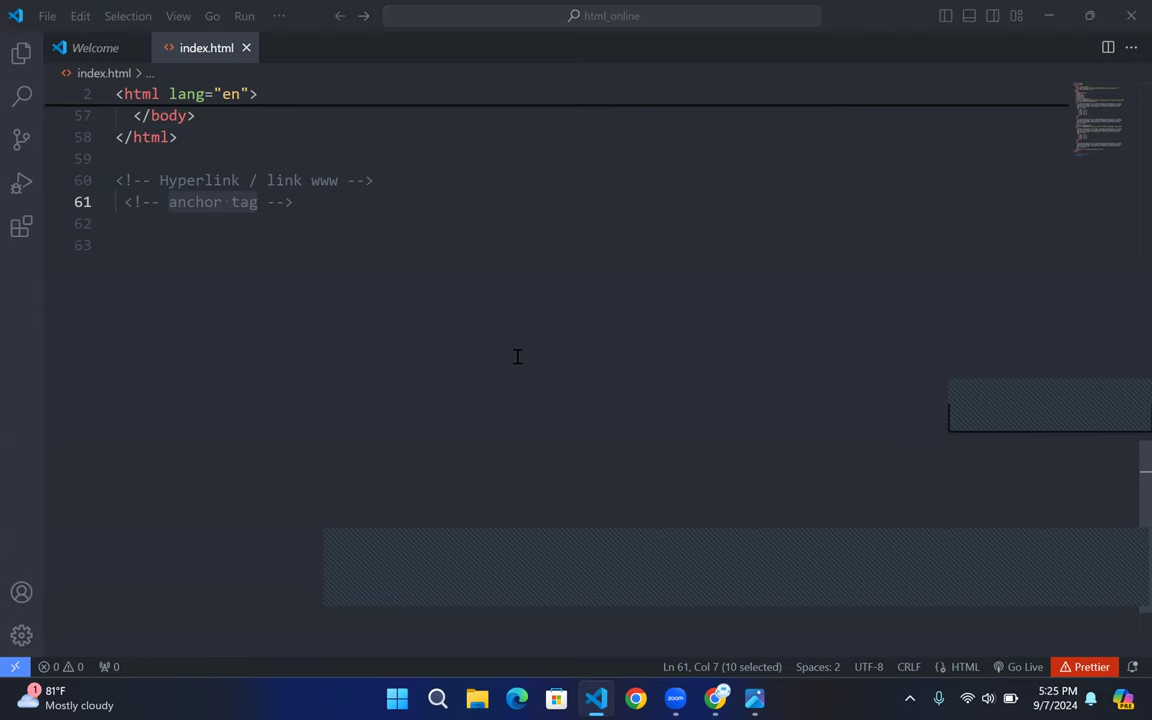 File Edit Selection View Go Run ··· html_online
Welcome index.html
index.html > ...
2 <html lang="en">
57 </body>
58 </html>
59
60 <!-- Hyperlink / link www -->
61 <!-- anchor tag -->
62
63
0 0 0 Ln 61, Col 7 (10 selected) Spaces: 2 UTF-8 CRLF HTML Go Live Prettier
1 81°F
Mostly cloudy
zoom
PRE
5:25 PM
9/7/2024